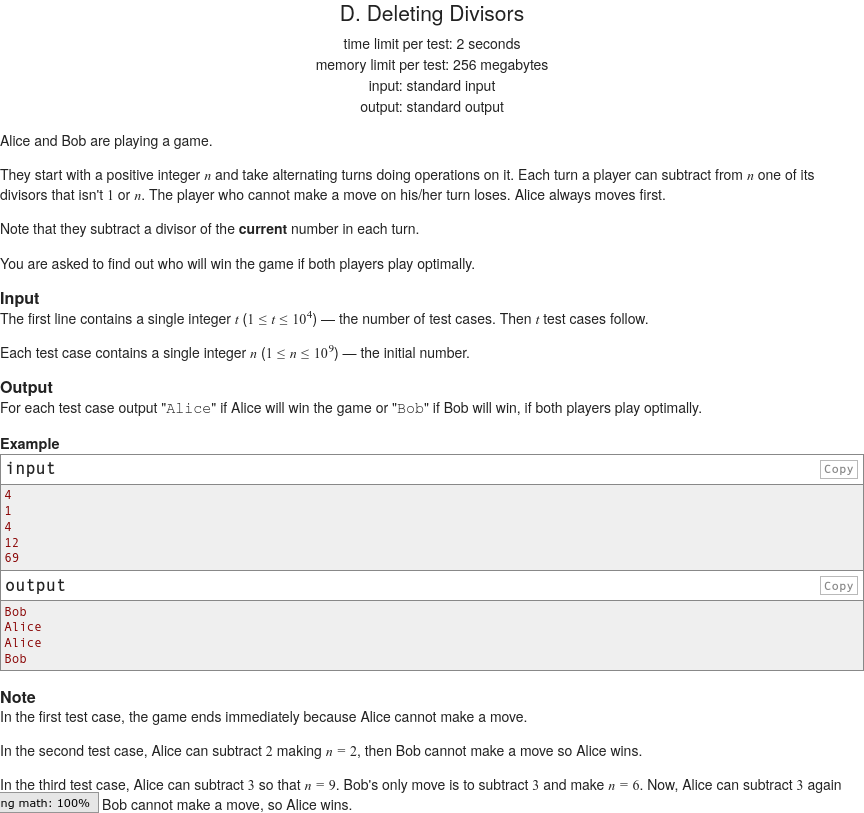 D. Deleting Divisors
time limit per test: 2 seconds
memory limit per test: 256 megabytes
input: standard input
output: standard output
Alice and Bob are playing a game.
They start with a positive integer n and take alternating turns doing operations on it. Each turn a player can subtract from n one of its
divisors that isn't 1 or n. The player who cannot make a move on his/her turn loses. Alice always moves first.
Note that they subtract a divisor of the current number in each turn.
You are asked to find out who will win the game if both players play optimally.
Input
The first line contains a single integer t (1 ≤ t ≤ 10^4) — the number of test cases. Then t test cases follow.
Each test case contains a single integer n (1 ≤ n ≤ 10^9) — the initial number.
Output
For each test case output "Alice" if Alice will win the game or "Bob" if Bob will win, if both players play optimally.
Example
input Copy
4
1
4
12
69
output Copy
Bob
Alice
Alice
Bob
Note
In the first test case, the game ends immediately because Alice cannot make a move.
In the second test case, Alice can subtract 2 making n = 2, then Bob cannot make a move so Alice wins.
In the third test case, Alice can subtract 3 so that n = 9. Bob's only move is to subtract 3 and make n = 6. Now, Alice can subtract 3 again
ng math: 100% Bob cannot make a move, so Alice wins.